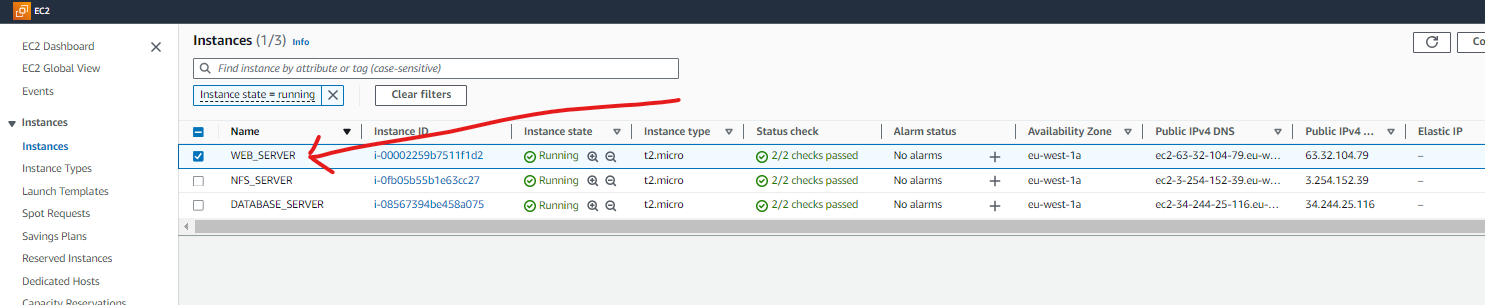 EC2
EC2 Dashboard
EC2 Global View
Events
Instances
Instances
Instance Types
Launch Templates
Spot Requests
Savings Plans
Reserved Instances
Dedicated Hosts
Capacity Reservations
Instances (1/3) Info
Co
Find instance by attribute or tag (case-sensitive)
Instance state = running Clear filters
Name Instance ID Instance state Instance type Status check Alarm status Availability Zone Public IPv4 DNS Public IPv4 ... Elastic IP
WEB_SERVER i-00002259b7511f1d2 Running t2.micro 2/2 checks passed No alarms + eu-west-1a ec2-63-32-104-79.eu-w... 63.32.104.79 –
NFS_SERVER i-0fb05b55b1e63cc27 Running t2.micro 2/2 checks passed No alarms + eu-west-1a ec2-3-254-152-39.eu-w... 3.254.152.39 –
DATABASE_SERVER i-08567394be458a075 Running t2.micro 2/2 checks passed No alarms + eu-west-1a ec2-34-244-25-116.eu-... 34.244.25.116 –